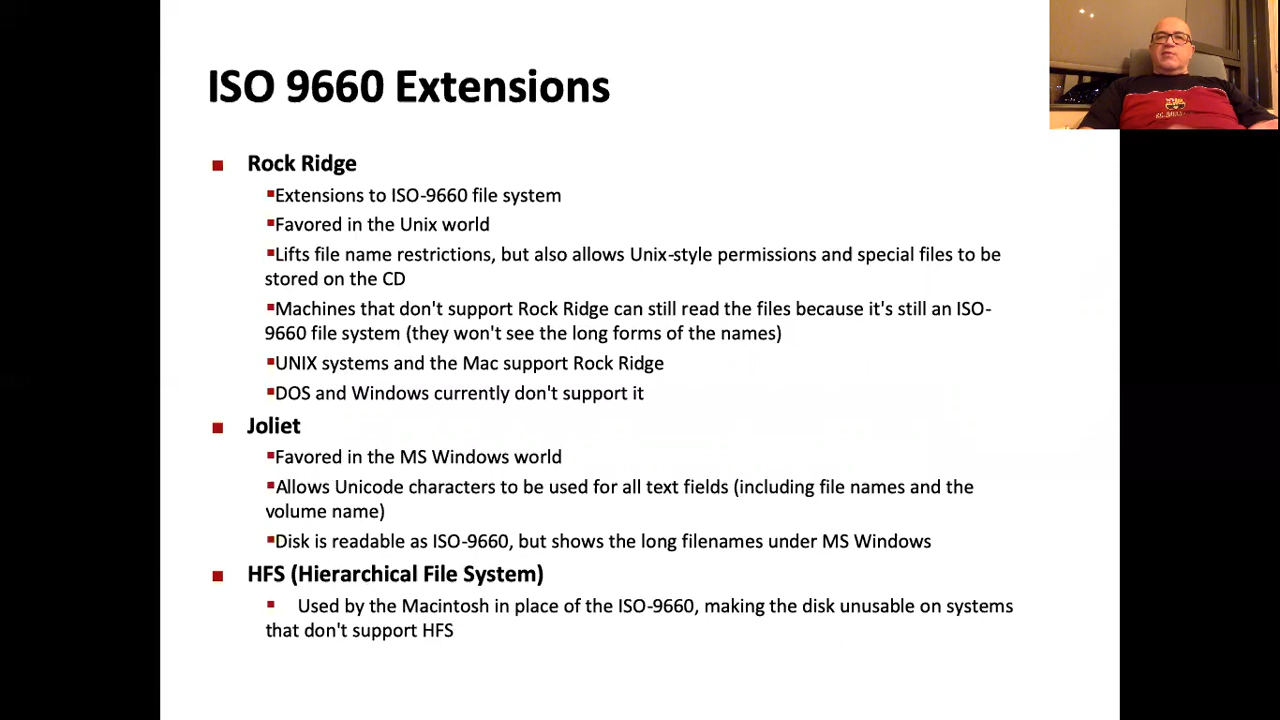 ISO 9660 Extensions
Rock Ridge
Extensions to ISO-9660 file system
Favored in the Unix world
Lifts file name restrictions, but also allows Unix-style permissions and special files to be
stored on the CD
Machines that don't support Rock Ridge can still read the files because it's still an ISO-
9660 file system (they won't see the long forms of the names)
UNIX systems and the Mac support Rock Ridge
DOS and Windows currently don't support it
Joliet
Favored in the MS Windows world
Allows Unicode characters to be used for all text fields (including file names and the
volume name)
Disk is readable as ISO-9660, but shows the long filenames under MS Windows
HFS (Hierarchical File System)
Used by the Macintosh in place of the ISO-9660, making the disk unusable on systems
that don't support HFS